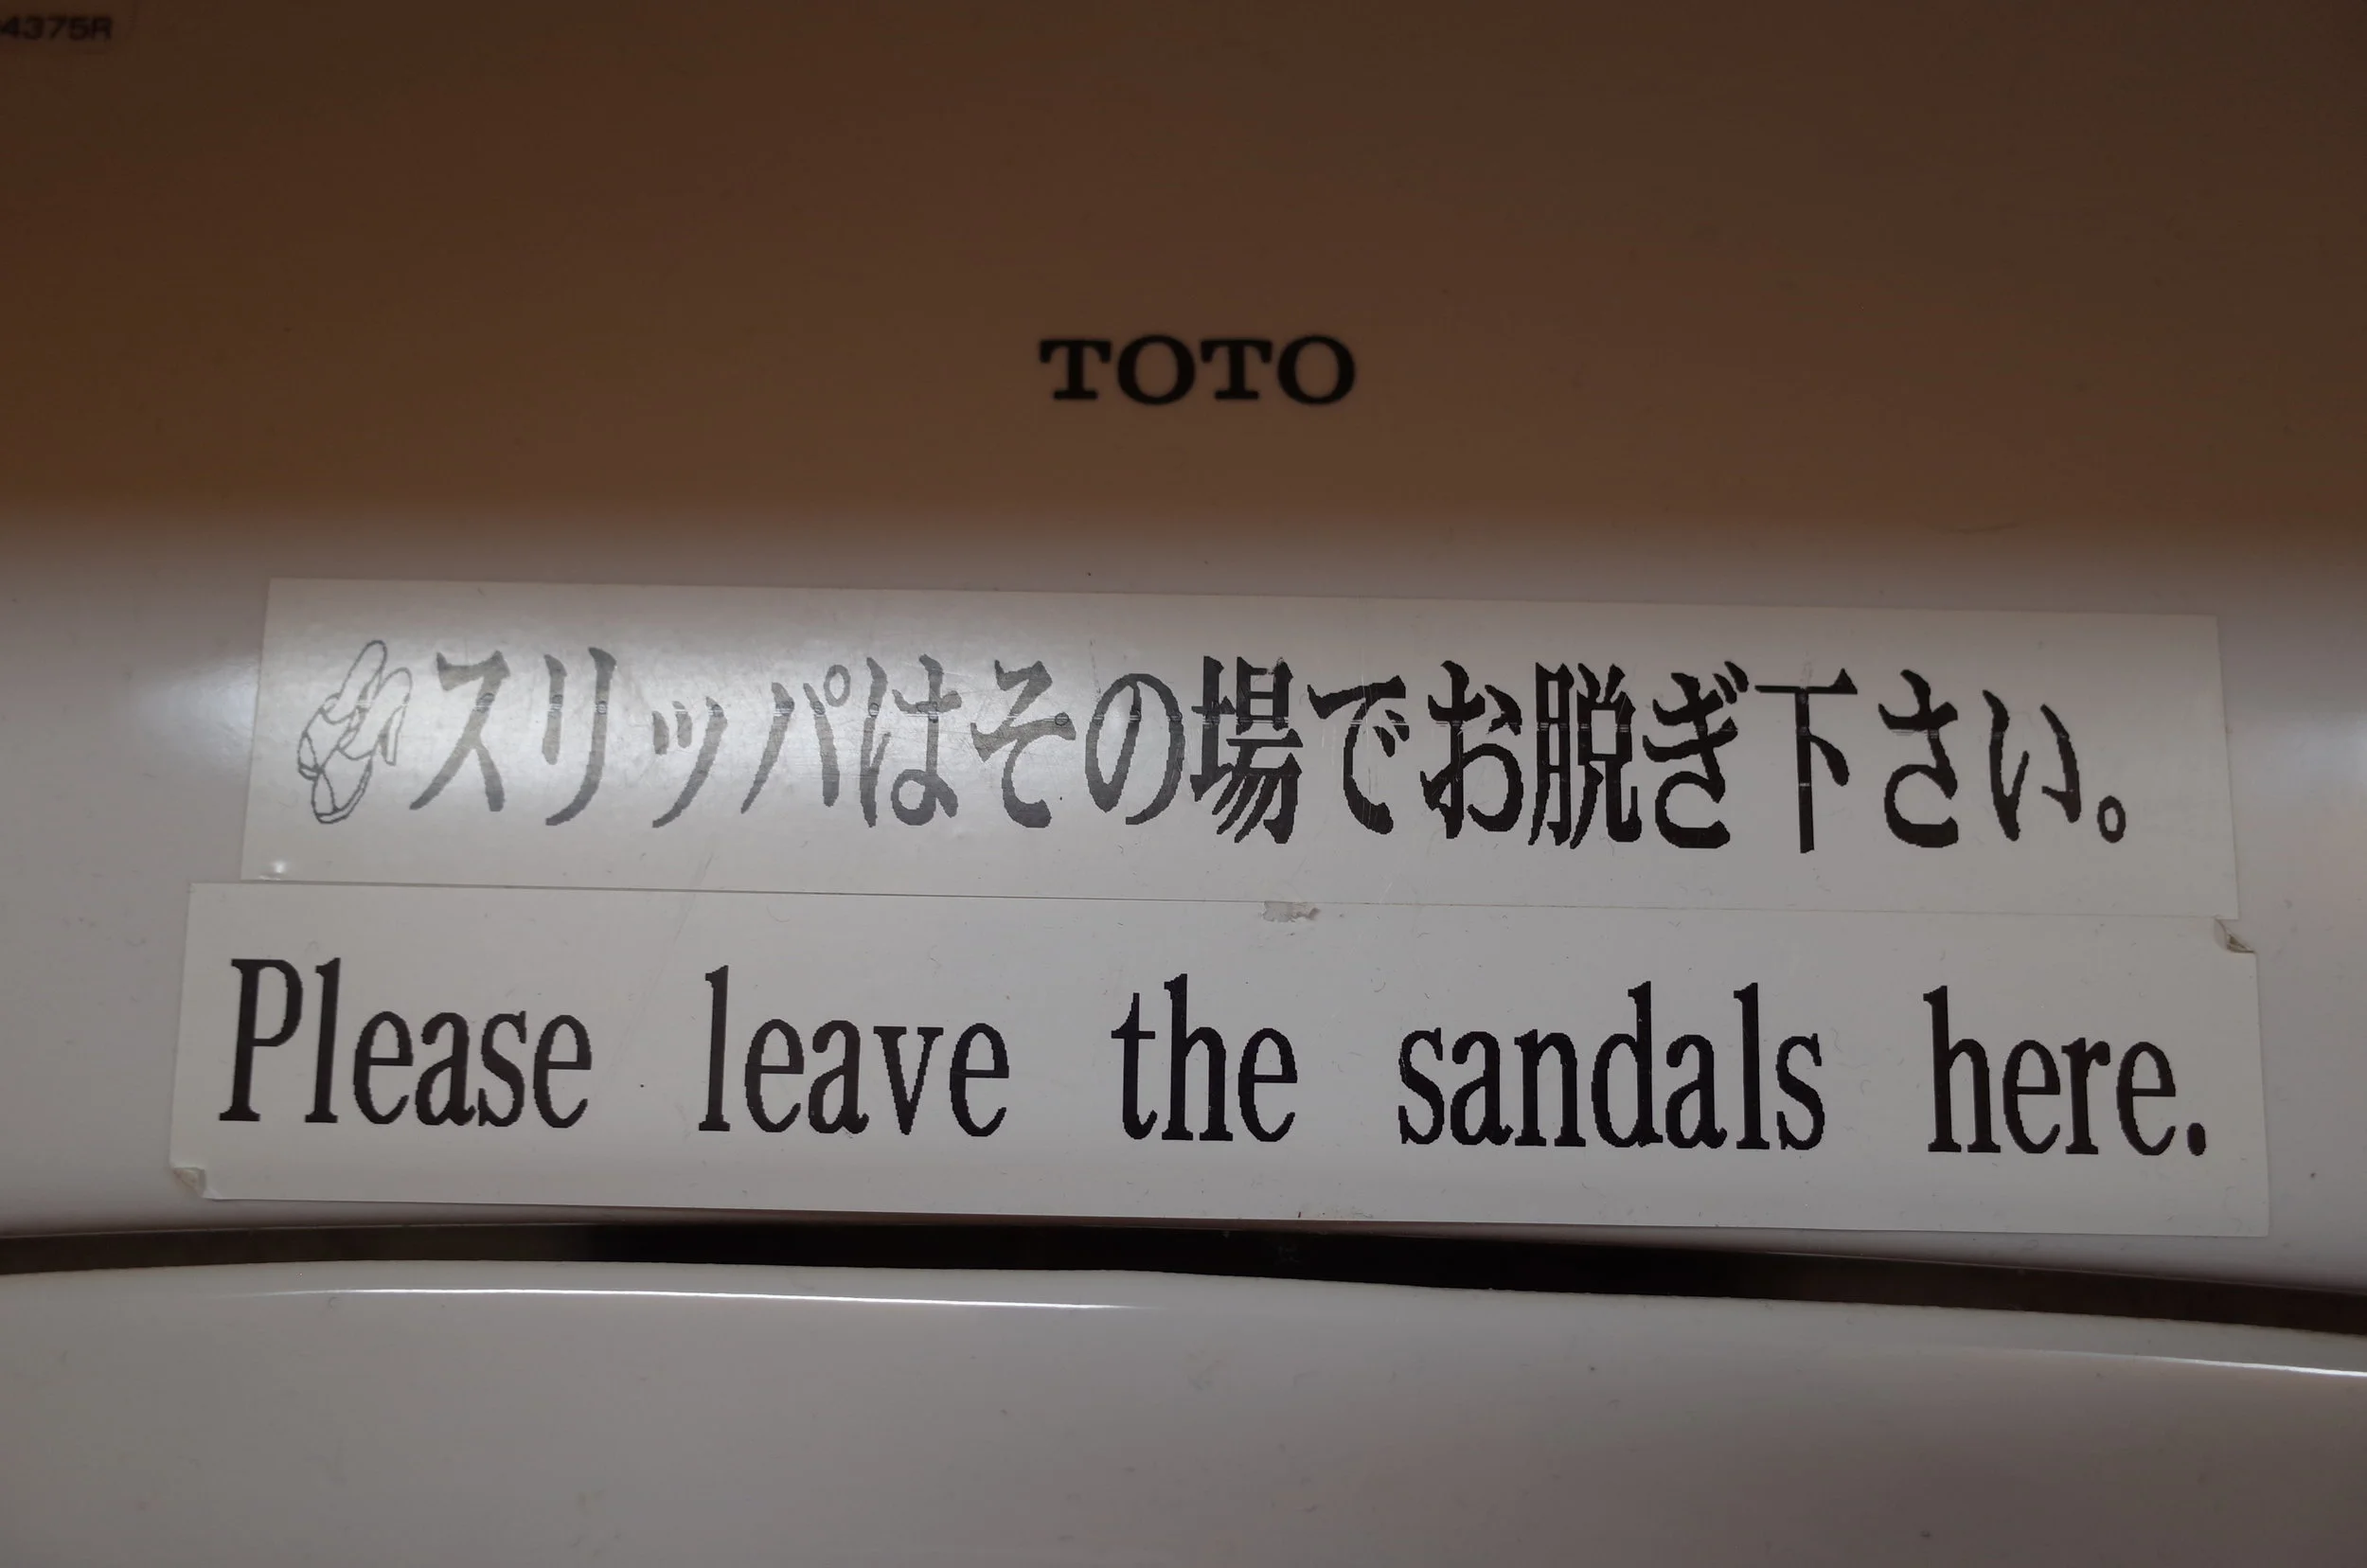 4375R
TOTO
スリッパはその場でお脱ぎ下さい。
Please leave the sandals here.